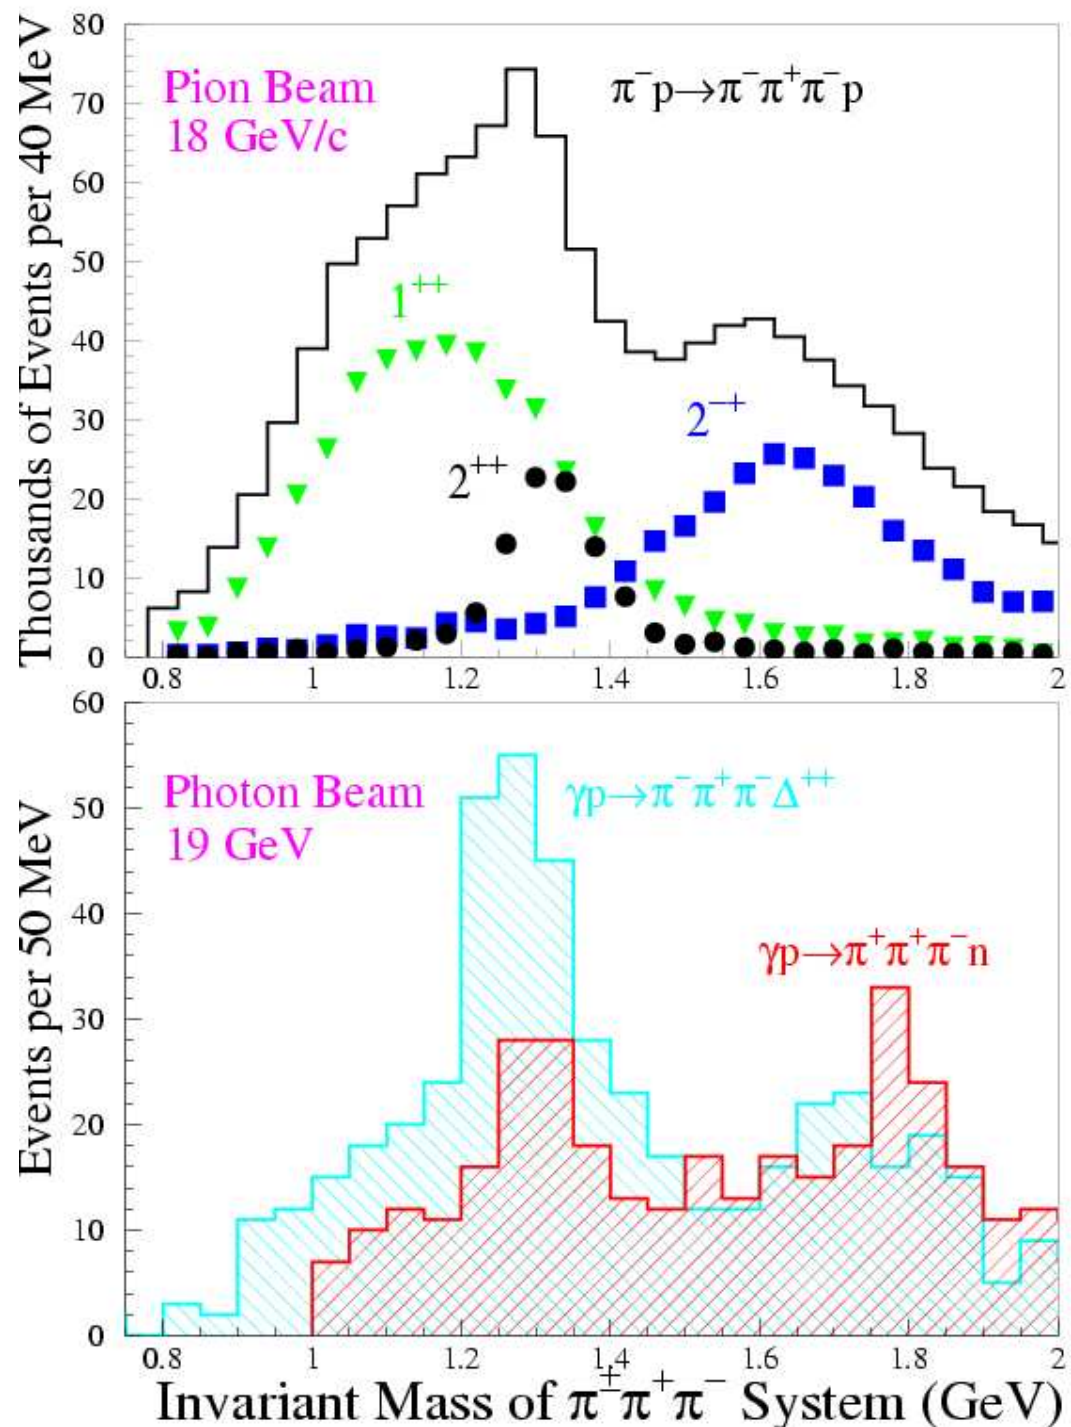 Thousands of Events per 40 MeV
80
70
60
50
40
30
20
10
0
Pion Beam
18 GeV/c
π⁻p→π⁻π⁺π⁻p
1⁺⁺
2⁺⁺
2⁻⁺
0.8 1 1.2 1.4 1.6 1.8 2
Events per 50 MeV
60
50
40
30
20
10
0
Photon Beam
19 GeV
γp→π⁻π⁺π⁻Δ⁺⁺
γp→π⁺π⁺π⁻n
0.8 1 1.2 1.4 1.6 1.8 2
Invariant Mass of π±π⁺π⁻ System (GeV)